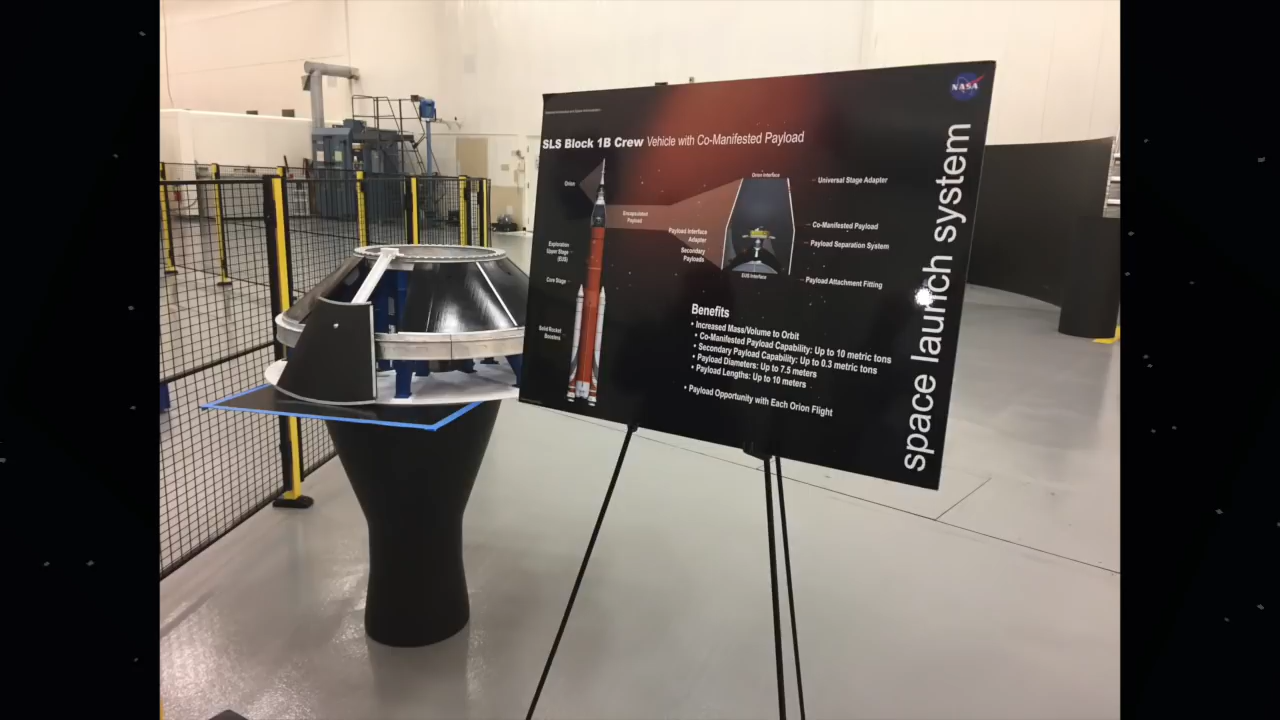 NASA
SLS Block 1B Crew Vehicle with Co-Manifested Payload
Orion
Encapsulated
Payload
Exploration
Upper Stage
(EUS)
Core Stage
Solid Rocket
Boosters
Orion Interface
Universal Stage Adapter
Co-Manifested Payload
Payload Interface
Adapter
Payload Separation System
Secondary
Payloads
EUS Interface
Payload Attachment Fitting
Benefits
• Increased Mass/Volume to Orbit
• Co-Manifested Payload Capability: Up to 10 metric tons
• Secondary Payload Capability: Up to 0.3 metric tons
• Payload Diameters: Up to 7.5 meters
• Payload Lengths: Up to 10 meters
• Payload Opportunity with Each Orion Flight
space launch system